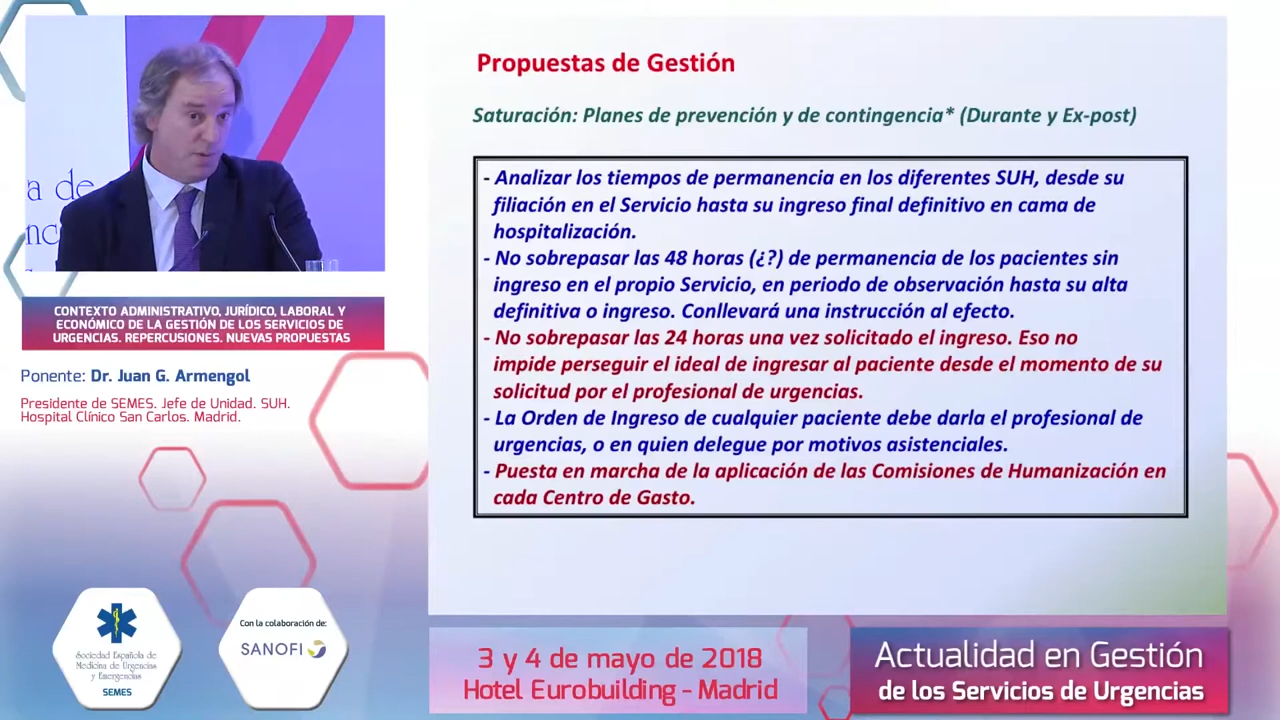 a de
nc
CONTEXTO ADMINISTRATIVO, JURÍDICO, LABORAL Y
ECONÓMICO DE LA GESTIÓN DE LOS SERVICIOS DE
URGENCIAS. REPERCUSIONES. NUEVAS PROPUESTAS
Ponente: Dr. Juan G. Armengol
Presidente de SEMES. Jefe de Unidad. SUH.
Hospital Clínico San Carlos. Madrid.
Sociedad Española de
Medicina de Urgencias
y Emergencias
SEMES
Con la colaboración de:
SANOFI
Propuestas de Gestión
Saturación: Planes de prevención y de contingencia* (Durante y Ex-post)
- Analizar los tiempos de permanencia en los diferentes SUH, desde su
filiación en el Servicio hasta su ingreso final definitivo en cama de
hospitalización.
- No sobrepasar las 48 horas (¿?) de permanencia de los pacientes sin
ingreso en el propio Servicio, en periodo de observación hasta su alta
definitiva o ingreso. Conllevará una instrucción al efecto.
- No sobrepasar las 24 horas una vez solicitado el ingreso. Eso no
impide perseguir el ideal de ingresar al paciente desde el momento de su
solicitud por el profesional de urgencias.
- La Orden de Ingreso de cualquier paciente debe darla el profesional de
urgencias, o en quien delegue por motivos asistenciales.
- Puesta en marcha de la aplicación de las Comisiones de Humanización en
cada Centro de Gasto.
3 y 4 de mayo de 2018
Hotel Eurobuilding - Madrid
Actualidad en Gestión
de los Servicios de Urgencias